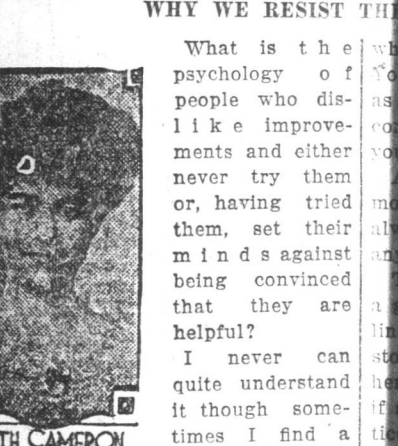 WHY WE RESIST
What is the
psychology of
people who dis-
like improve-
ments and either
never try them
or, having tried
them, set their
minds against
being convinced
that they are
helpful?
I never can
quite understand
it though some-
times I find a
CAMERON